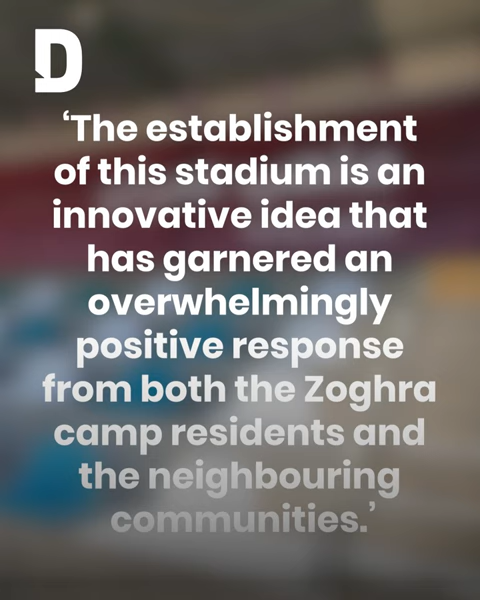 D
‘The establishment
of this stadium is an
innovative idea that
has garnered an
overwhelmingly
positive response
from both the Zoghra
camp residents and
the neighbouring
communities.’